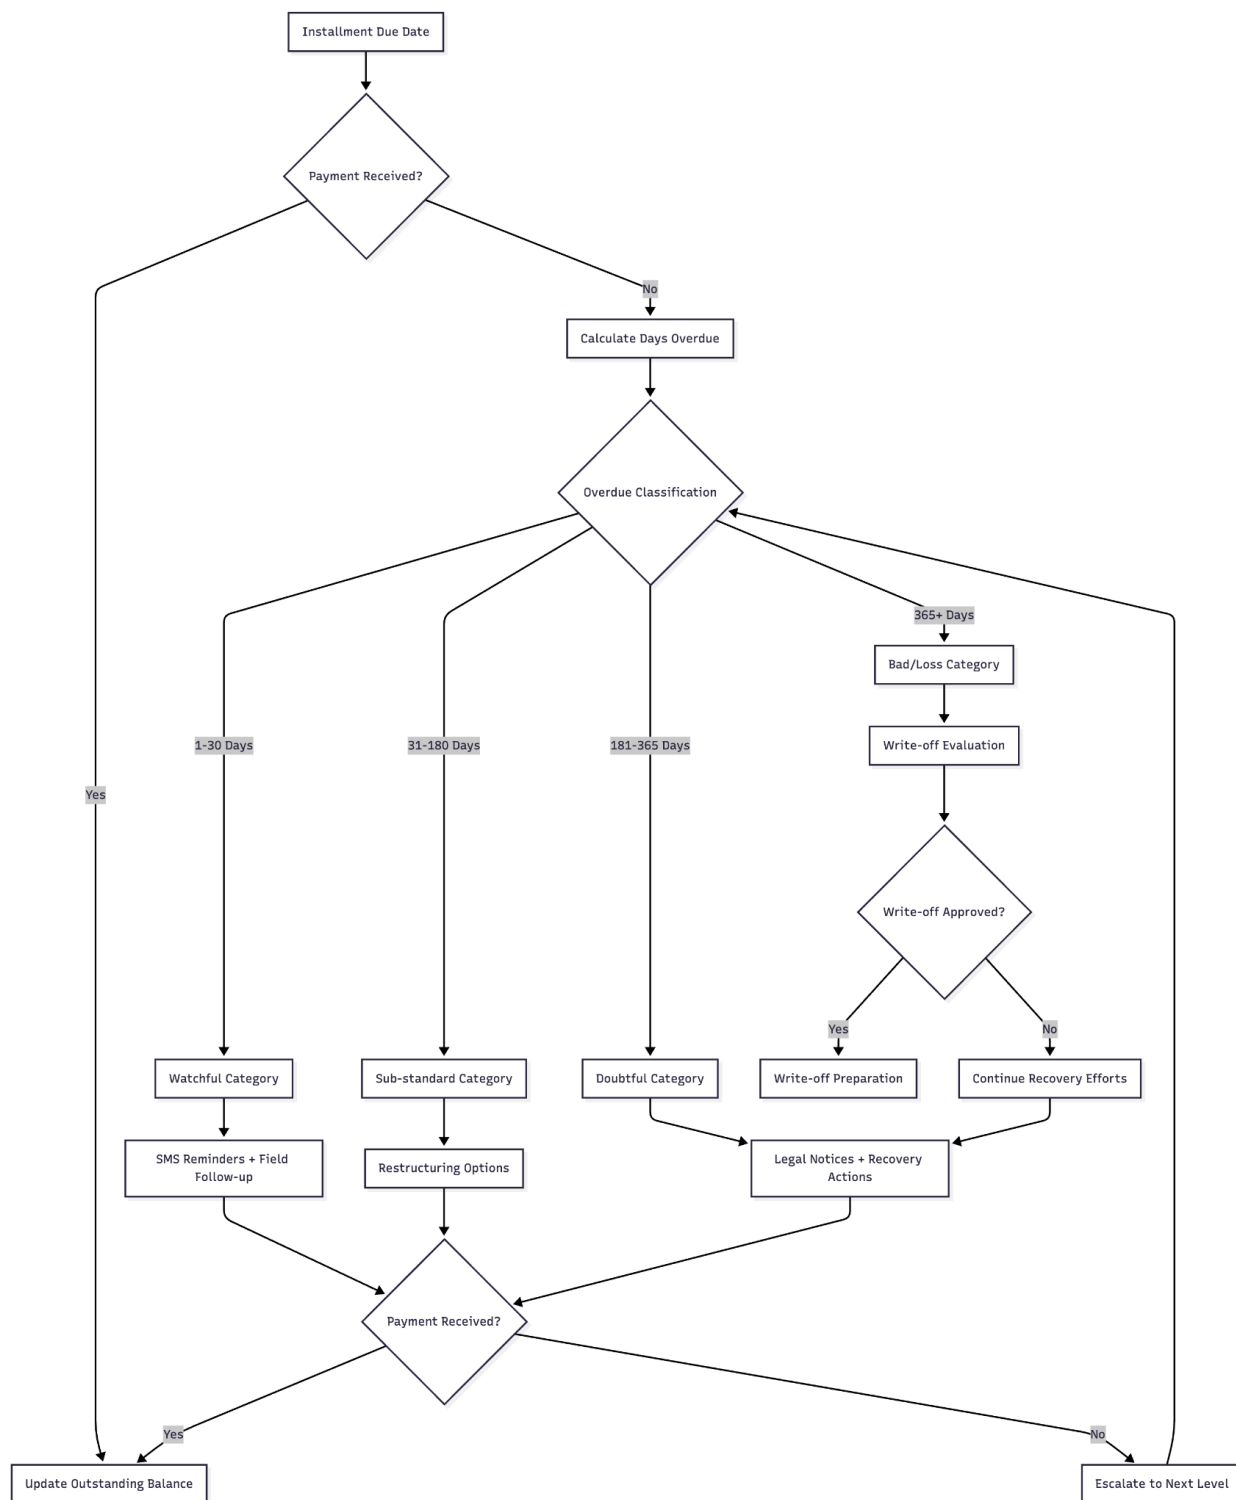 Installment Due Date
Payment Received?
No
Calculate Days Overdue
Overdue Classification
365+ Days
Bad/Loss Category
1-30 Days
31-180 Days
181-365 Days
Write-off Evaluation
Yes
Write-off Approved?
Yes
No
Watchful Category
Sub-standard Category
Doubtful Category
Write-off Preparation
Continue Recovery Efforts
SMS Reminders + Field
Follow-up
Restructuring Options
Legal Notices + Recovery
Actions
Payment Received?
Yes
No
Update Outstanding Balance
Escalate to Next Level